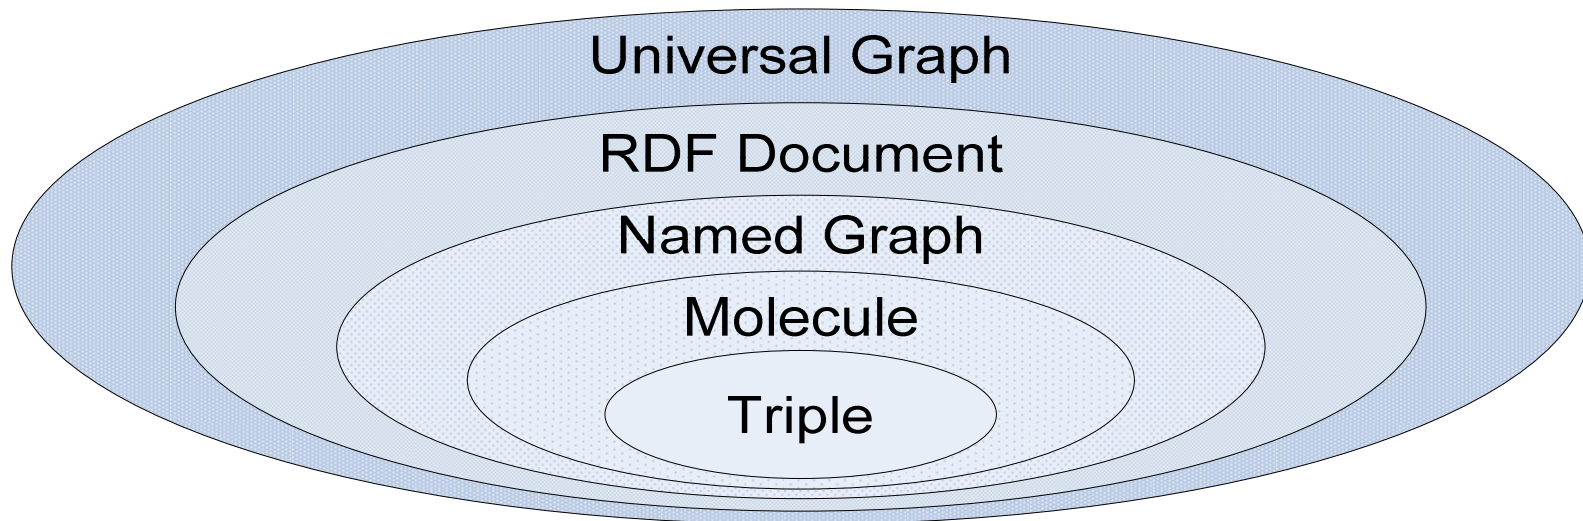 Universal Graph
RDF Document
Named Graph
Molecule
Triple